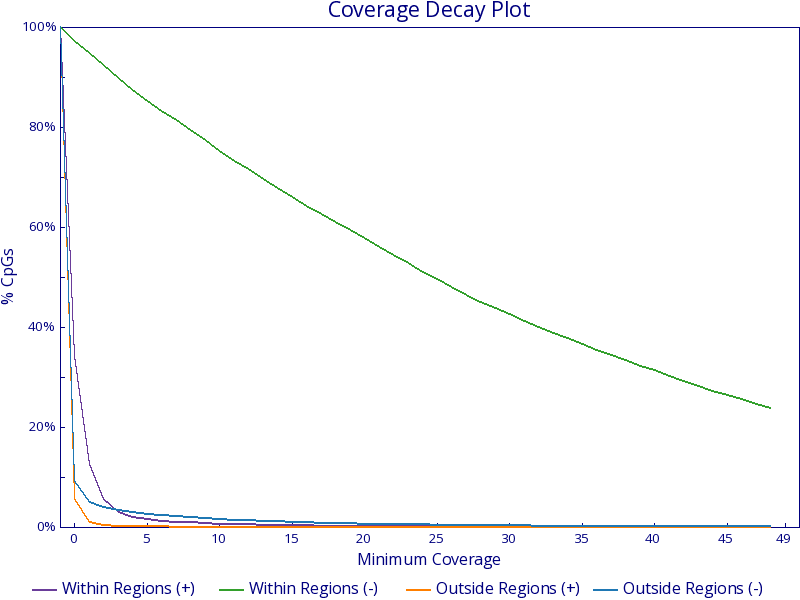 Coverage Decay Plot
100%
80%
60%
40%
20%
0%
% CpGs
0 5 10 15 20 25 30 35 40 45 49
Minimum Coverage
Within Regions (+) Within Regions (-) Outside Regions (+) Outside Regions (-)